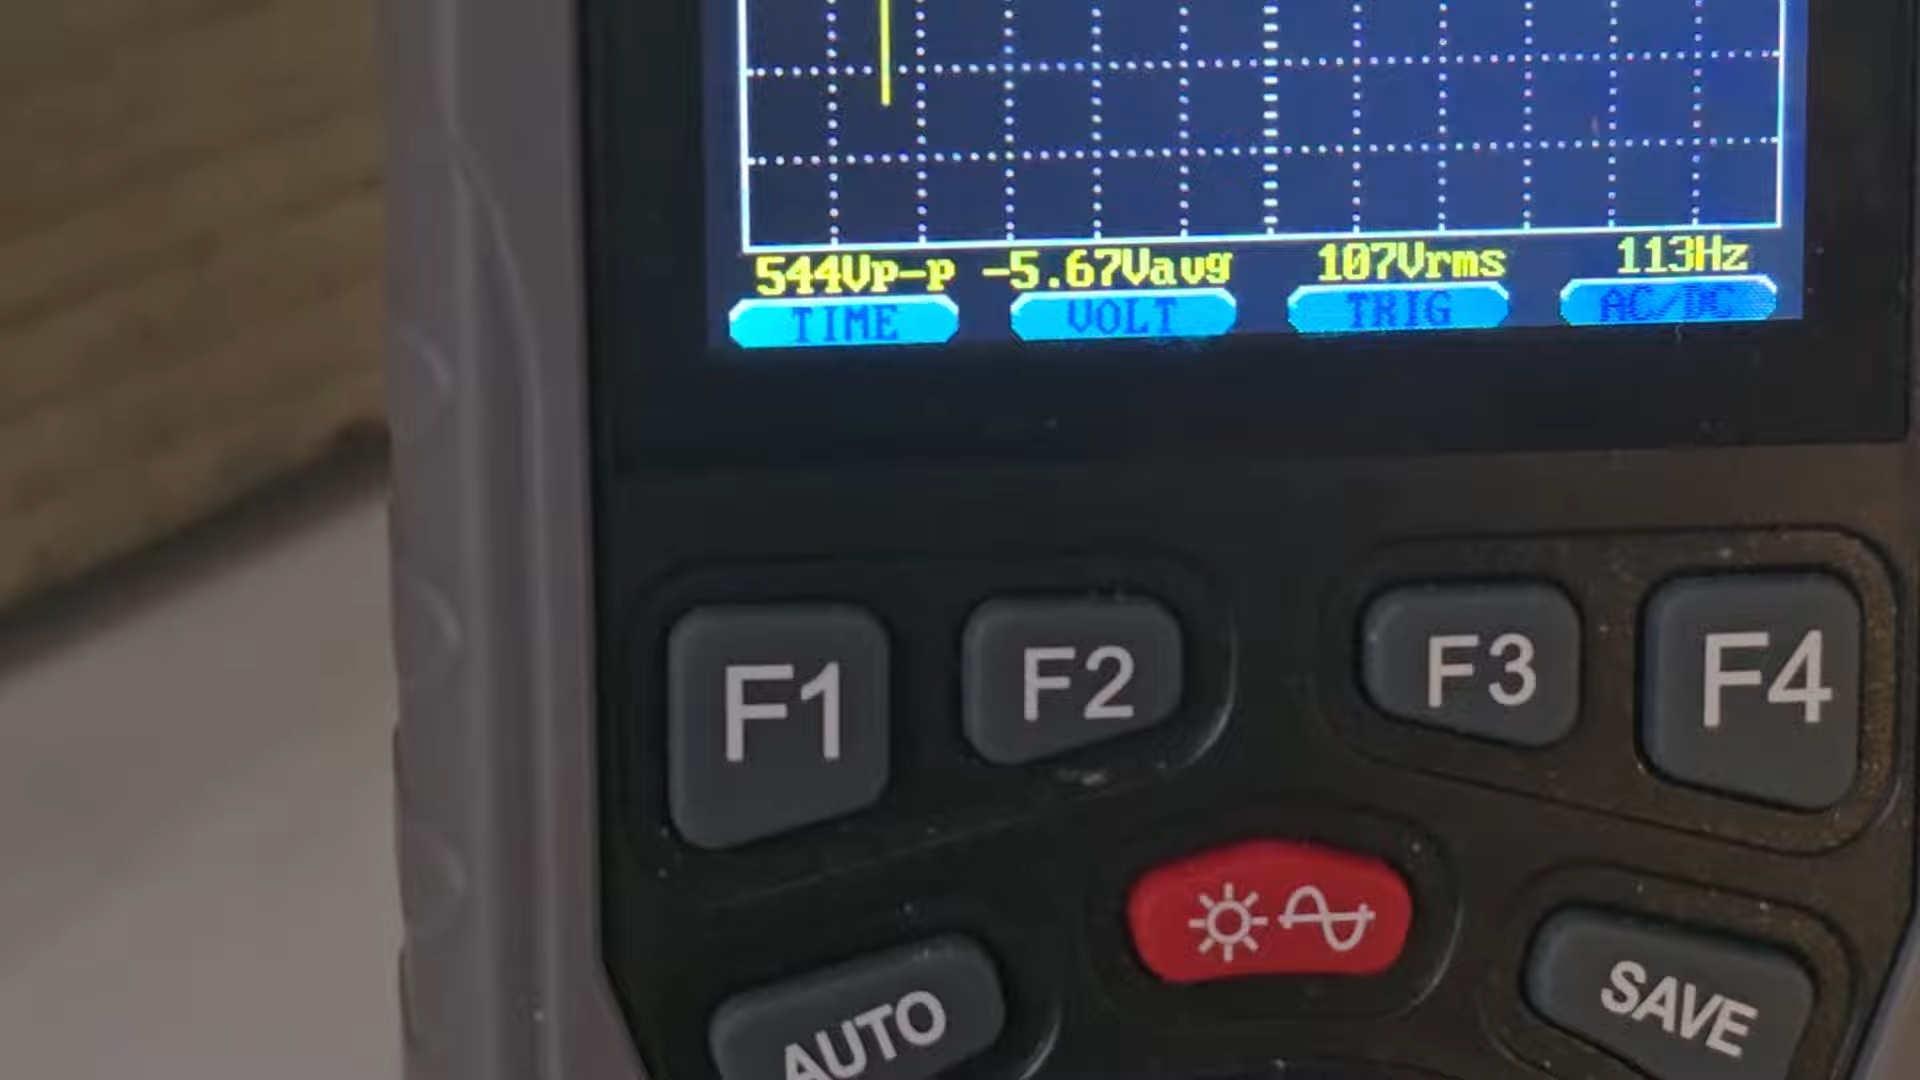 544Vp-p -5.67Vavg 107Vrms 113Hz
TIME VOLT TRIG AC/DC
F1 F2 F3 F4
AUTO SAVE